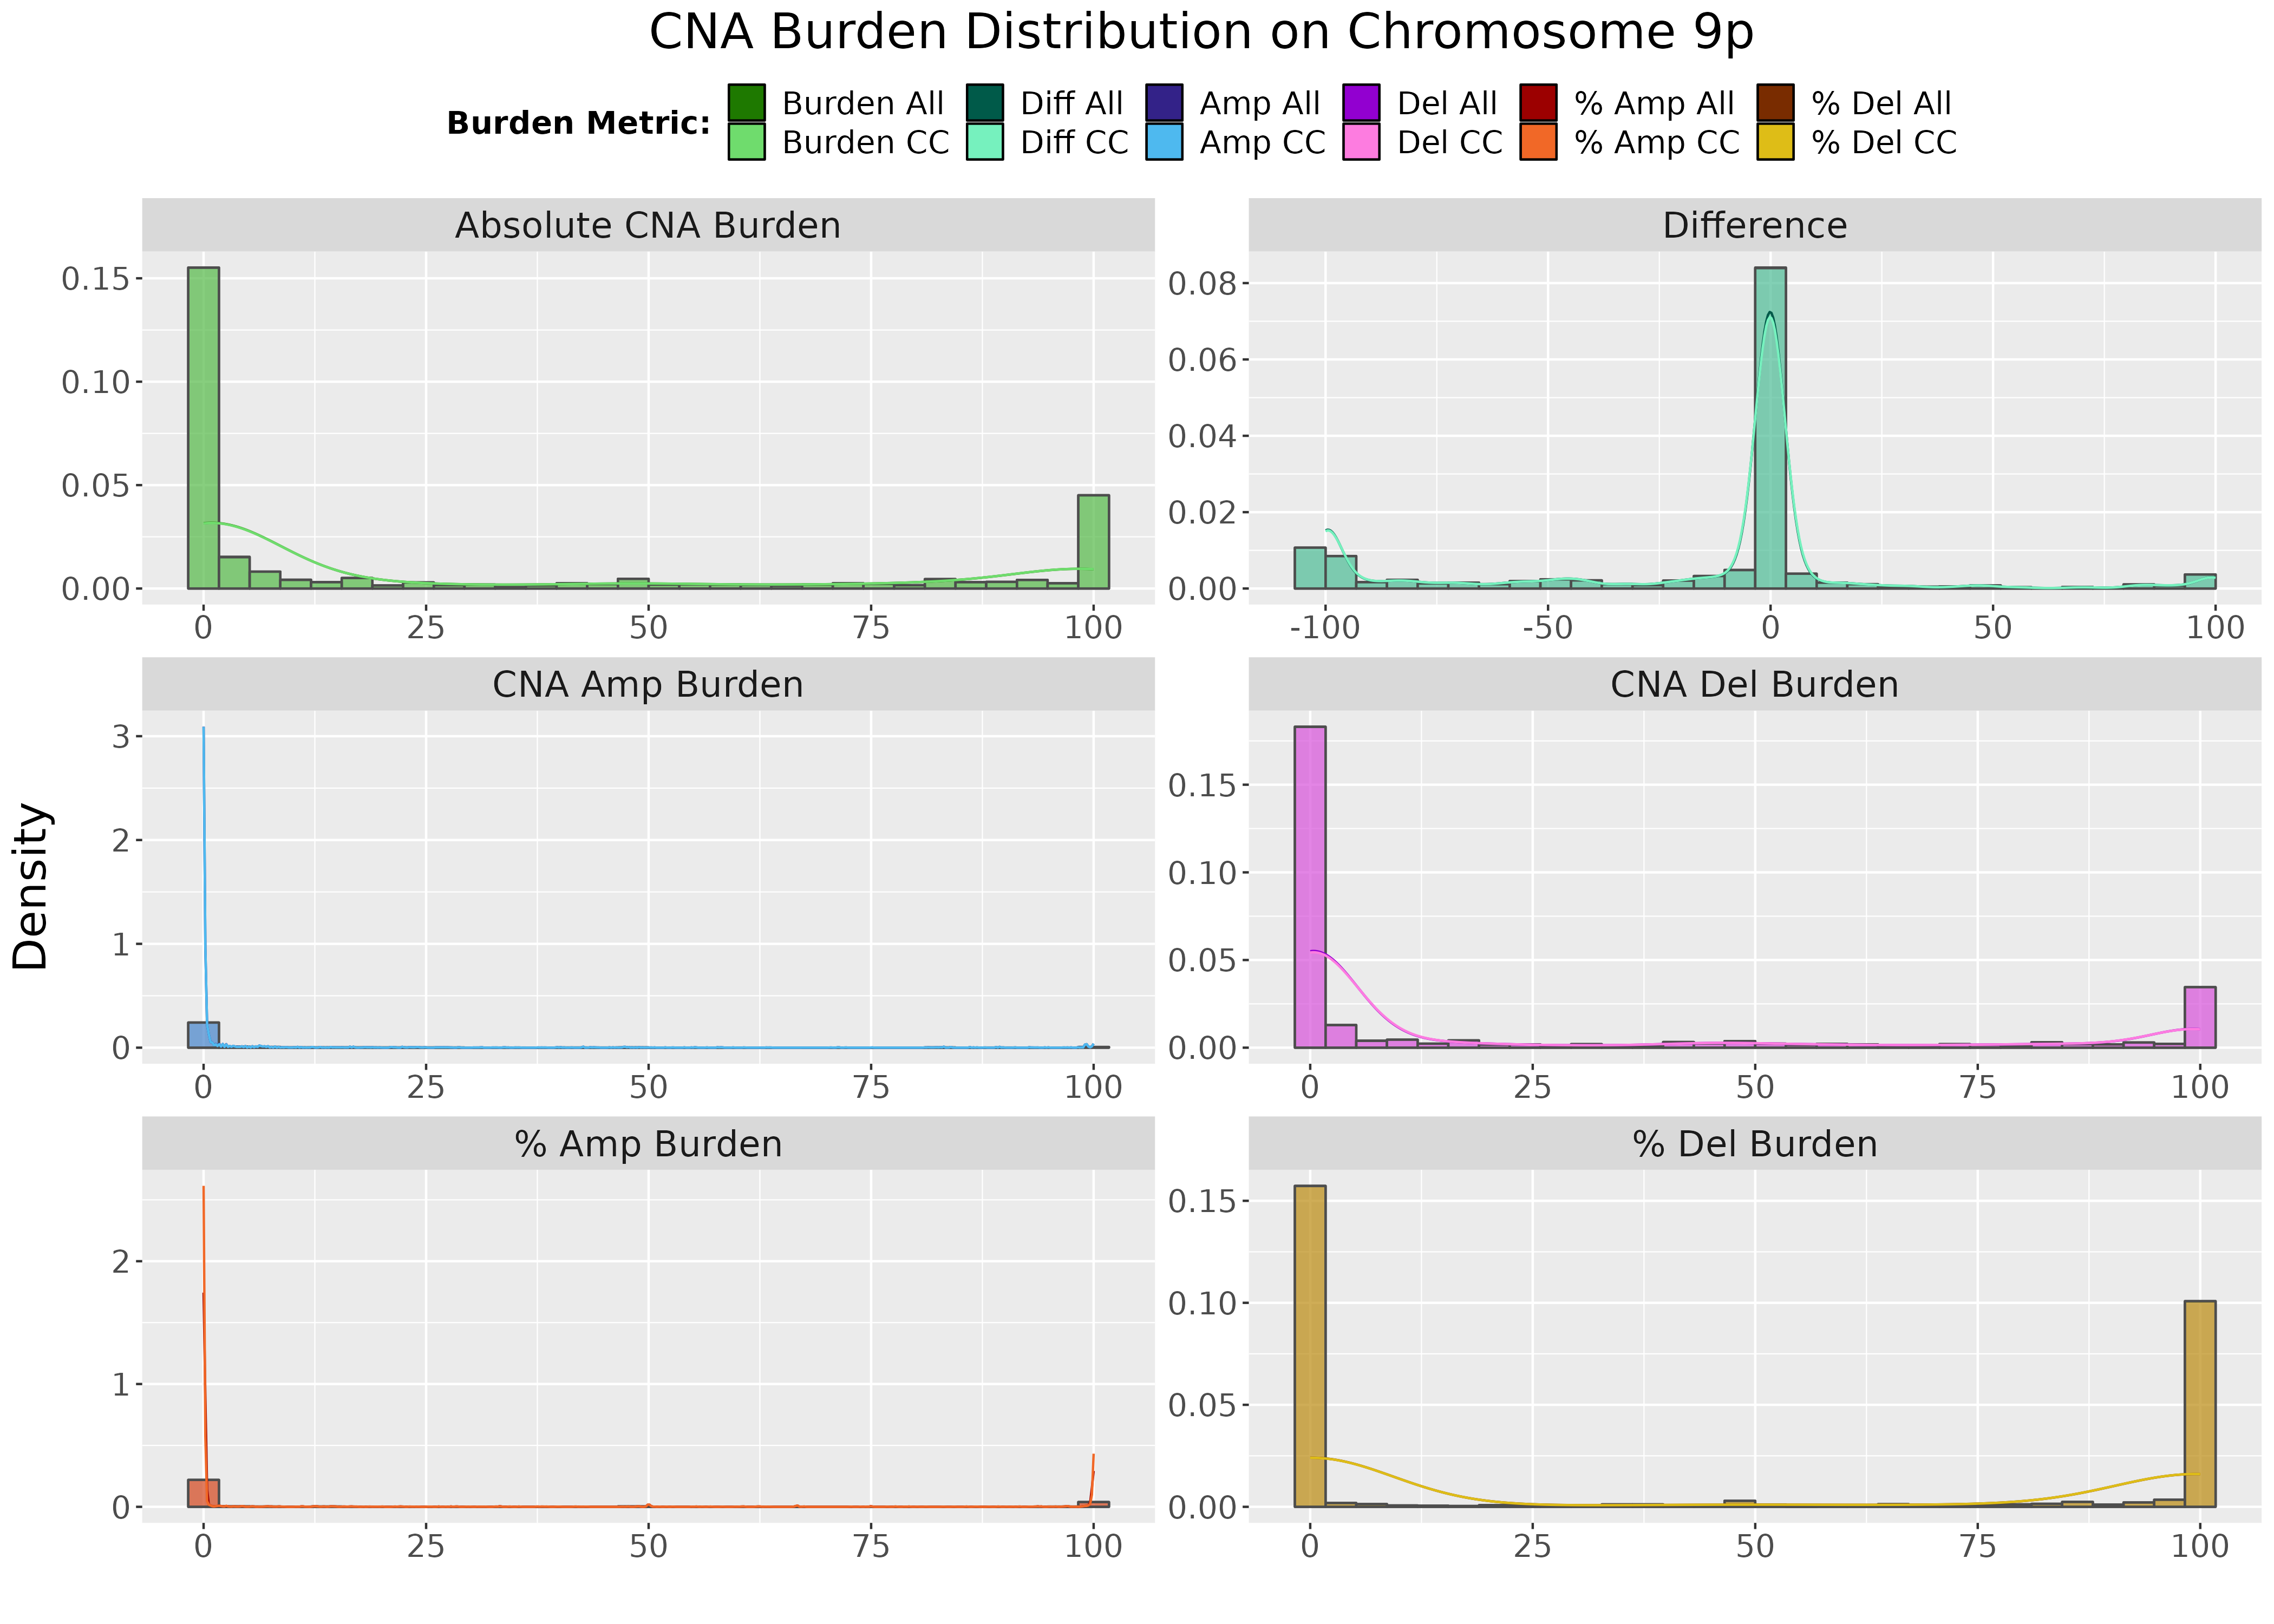 CNA Burden Distribution on Chromosome 9p
Burden Metric:
Burden All Diff All Amp All Del All % Amp All % Del All
Burden CC Diff CC Amp CC Del CC % Amp CC % Del CC
Absolute CNA Burden
0.15
0.10
0.05
0.00
0 25 50 75 100
Difference
0.08
0.06
0.04
0.02
0.00
-100 -50 0 50 100
Density
CNA Amp Burden
3
2
1
0
0 25 50 75 100
CNA Del Burden
0.15
0.10
0.05
0.00
0 25 50 75 100
% Amp Burden
2
1
0
0 25 50 75 100
% Del Burden
0.15
0.10
0.05
0.00
0 25 50 75 100